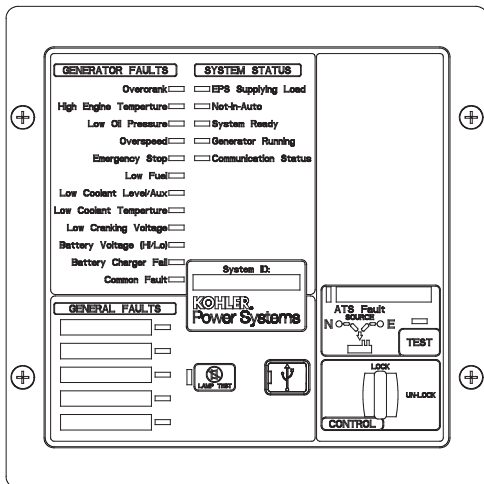 GENERATOR FAULTS
Overcrank
High Engine Temperture
Low Oil Pressure
Overspeed
Emergency Stop
Low Fuel
Low Coolant Level/Aux
Low Coolant Temperture
Low Cranking Voltage
Battery Voltage (Hi/Lo)
Battery Charger Fail
Common Fault
SYSTEM STATUS
EPS Supplying Load
Not-In-Auto
System Ready
Generator Running
Communication Status
System ID:
KOHLER.
Power Systems
GENERAL FAULTS
LAMP TEST
ATS Fault
SOURCE
N E
TEST
LOCK
UN-LOCK
CONTROL